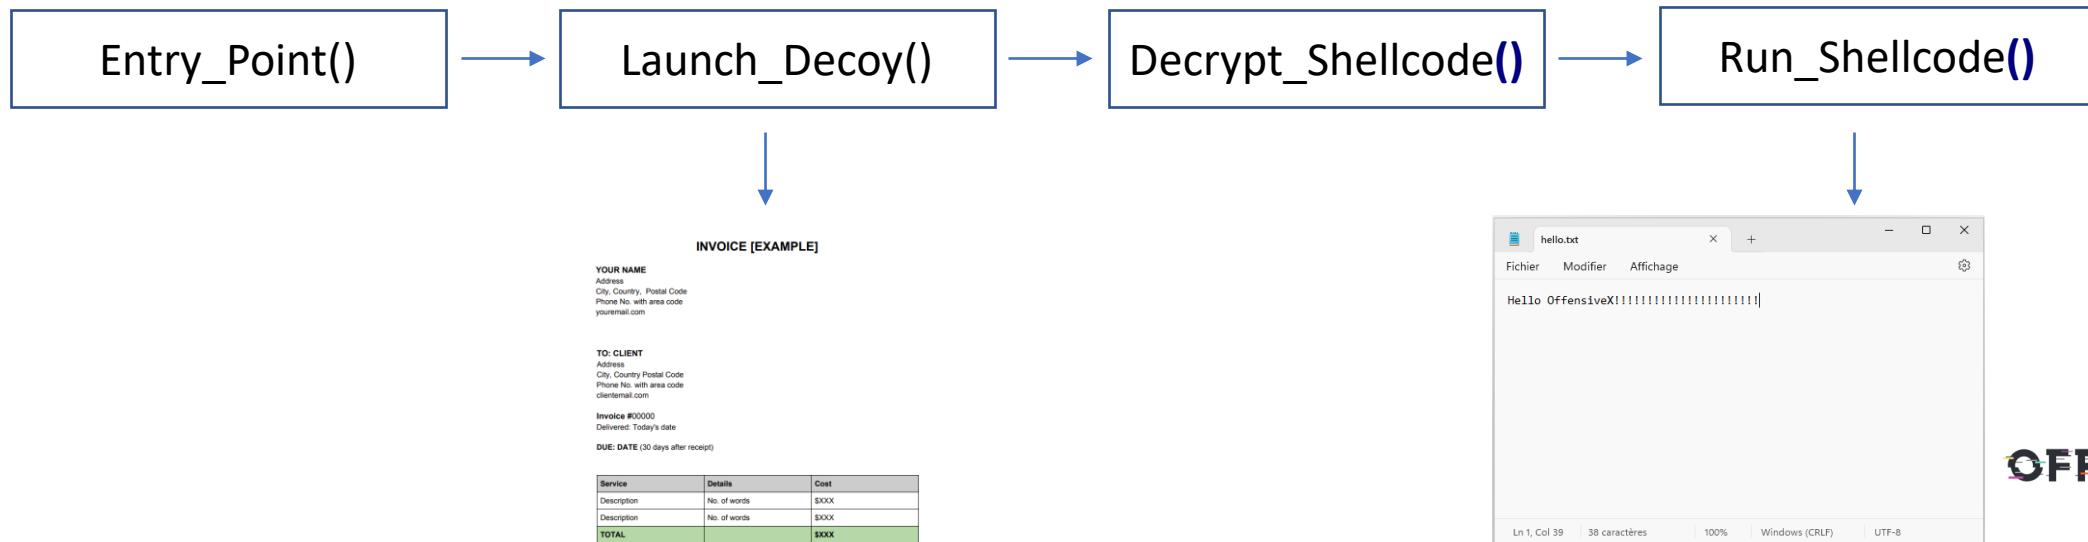 Entry_Point()
Launch_Decoy()
Decrypt_Shellcode()
Run_Shellcode()
INVOICE [EXAMPLE]
YOUR NAME
Address
City, Country, Postal Code
Phone No. with area code
youremail.com
TO: CLIENT
Address
City, Country Postal Code
Phone No. with area code
clientemail.com
Invoice #00000
Delivered: Today's date
DUE: DATE (30 days after receipt)
Service Details Cost
Description No. of words $XXX
Description No. of words $XXX
TOTAL $XXX
hello.txt
Fichier Modifier Affichage
Hello OffensiveX!!!!!!!!!!!!!!!!!!!!!!
Ln 1, Col 39 38 caractères 100% Windows (CRLF) UTF-8